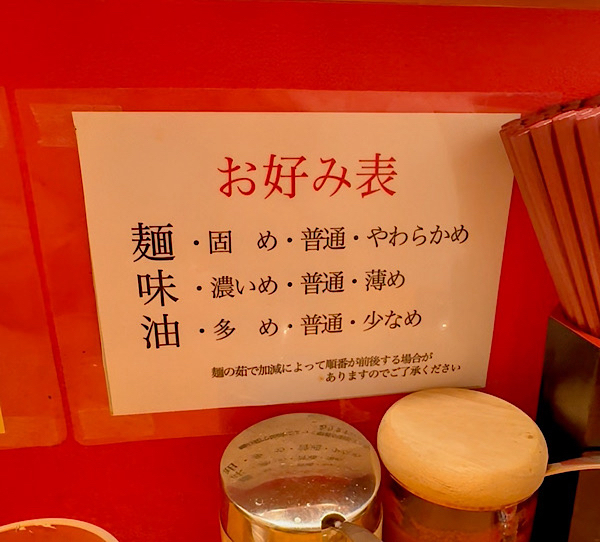 お好み表
麺・固　め・普通・やわらかめ
味・濃いめ・普通・薄め
油・多　め・普通・少なめ
麺の茹で加減によって順番が前後する場合が
ありますのでご了承ください